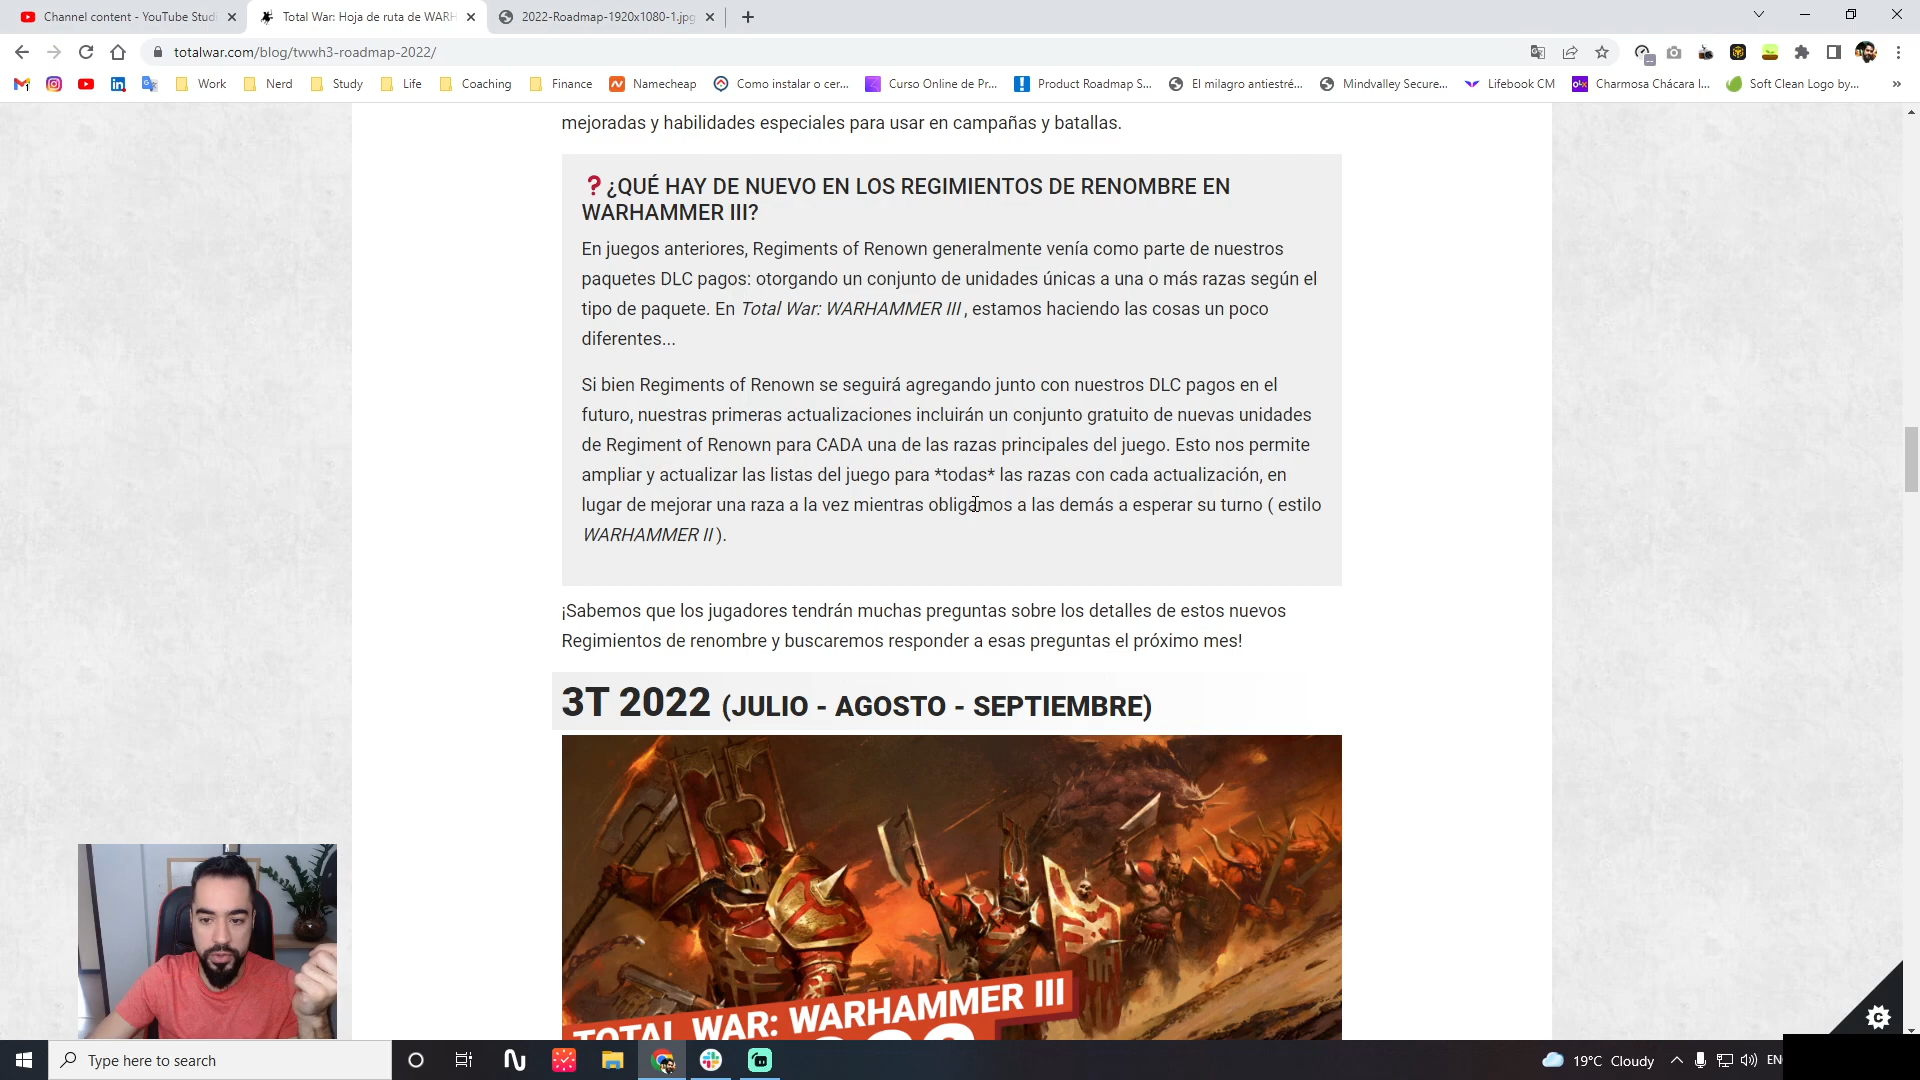 Channel content - YouTube Studi
Total War: Hoja de ruta de WARH
2022-Roadmap-1920x1080-1.jpg
totalwar.com/blog/twwh3-roadmap-2022/
Work
Nerd
Study
Life
Coaching
Finance
Namecheap
Como instalar o cer...
Curso Online de Pr...
Product Roadmap S...
El milagro antiestré...
Mindvalley Secure...
Lifebook CM
Charmosa Chácara I...
Soft Clean Logo by...
mejoradas y habilidades especiales para usar en campañas y batallas.
❓¿QUÉ HAY DE NUEVO EN LOS REGIMIENTOS DE RENOMBRE EN
WARHAMMER III?
En juegos anteriores, Regiments of Renown generalmente venía como parte de nuestros
paquetes DLC pagos: otorgando un conjunto de unidades únicas a una o más razas según el
tipo de paquete. En Total War: WARHAMMER III , estamos haciendo las cosas un poco
diferentes...
Si bien Regiments of Renown se seguirá agregando junto con nuestros DLC pagos en el
futuro, nuestras primeras actualizaciones incluirán un conjunto gratuito de nuevas unidades
de Regiment of Renown para CADA una de las razas principales del juego. Esto nos permite
ampliar y actualizar las listas del juego para *todas* las razas con cada actualización, en
lugar de mejorar una raza a la vez mientras obligamos a las demás a esperar su turno ( estilo
WARHAMMER II ).
¡Sabemos que los jugadores tendrán muchas preguntas sobre los detalles de estos nuevos
Regimientos de renombre y buscaremos responder a esas preguntas el próximo mes!
3T 2022 (JULIO - AGOSTO - SEPTIEMBRE)
TOTAL WAR: WARHAMMER III
Type here to search
19°C Cloudy
EN